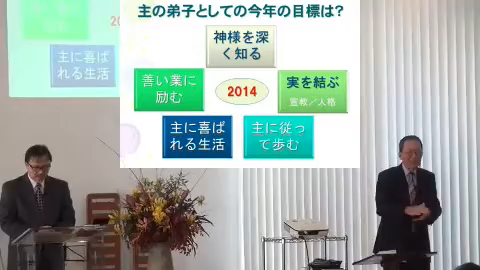 主の弟子としての今年の目標は?
神様を深
く知る
善い業に
励む
2014
実を結ぶ
宣教／人格
主に喜ば
れる生活
主に従っ
て歩む
励む
主に喜ば
れる生活